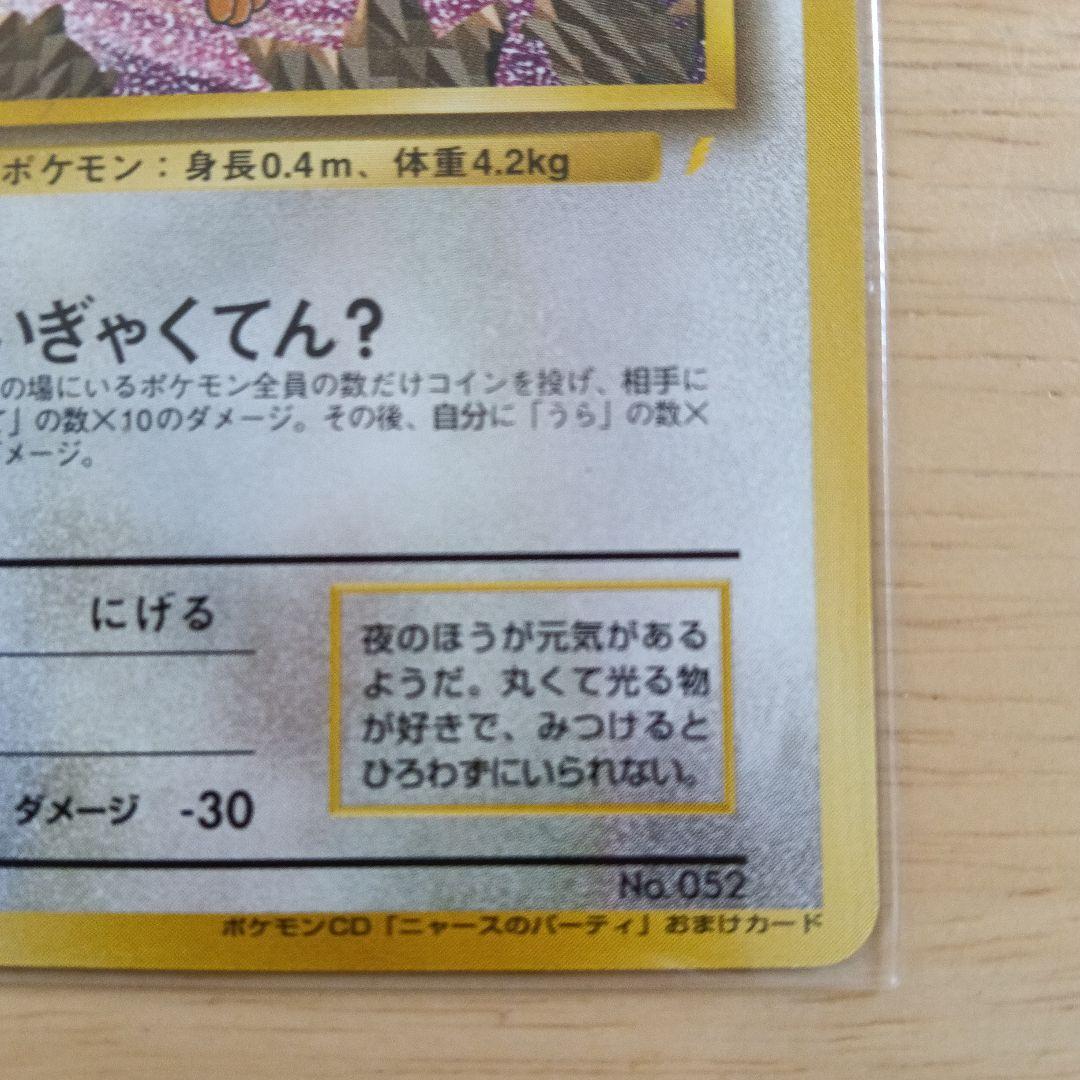 ポケモン：身長0.4m、体重4.2kg
いぎゃくてん?
の場にいるポケモン全員の数だけコインを投げ、相手に
て」の数×10のダメージ。その後、自分に「うら」の数×
メージ。
にげる
夜のほうが元気がある
ようだ。丸くて光る物
が好きで、みつけると
ひろわずにいられない。
ダメージ -30
No.052
ポケモンCD「ニャースのパーティ」おまけカード